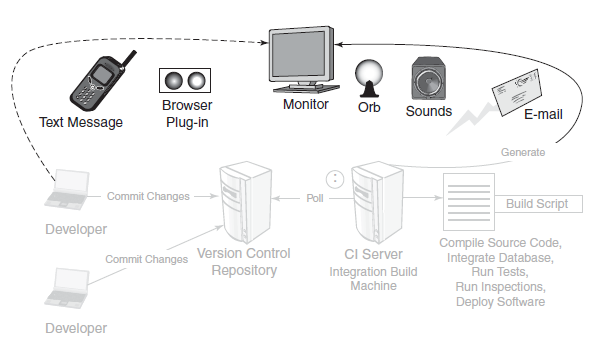 Text Message
Browser
Plug-in
Monitor
Orb
Sounds
E-mail
Generate
Commit Changes
Poll
Build Script
Developer
Commit Changes
Version Control
Repository
CI Server
Integration Build
Machine
Compile Source Code,
Integrate Database,
Run Tests,
Run Inspections,
Deploy Software
Developer